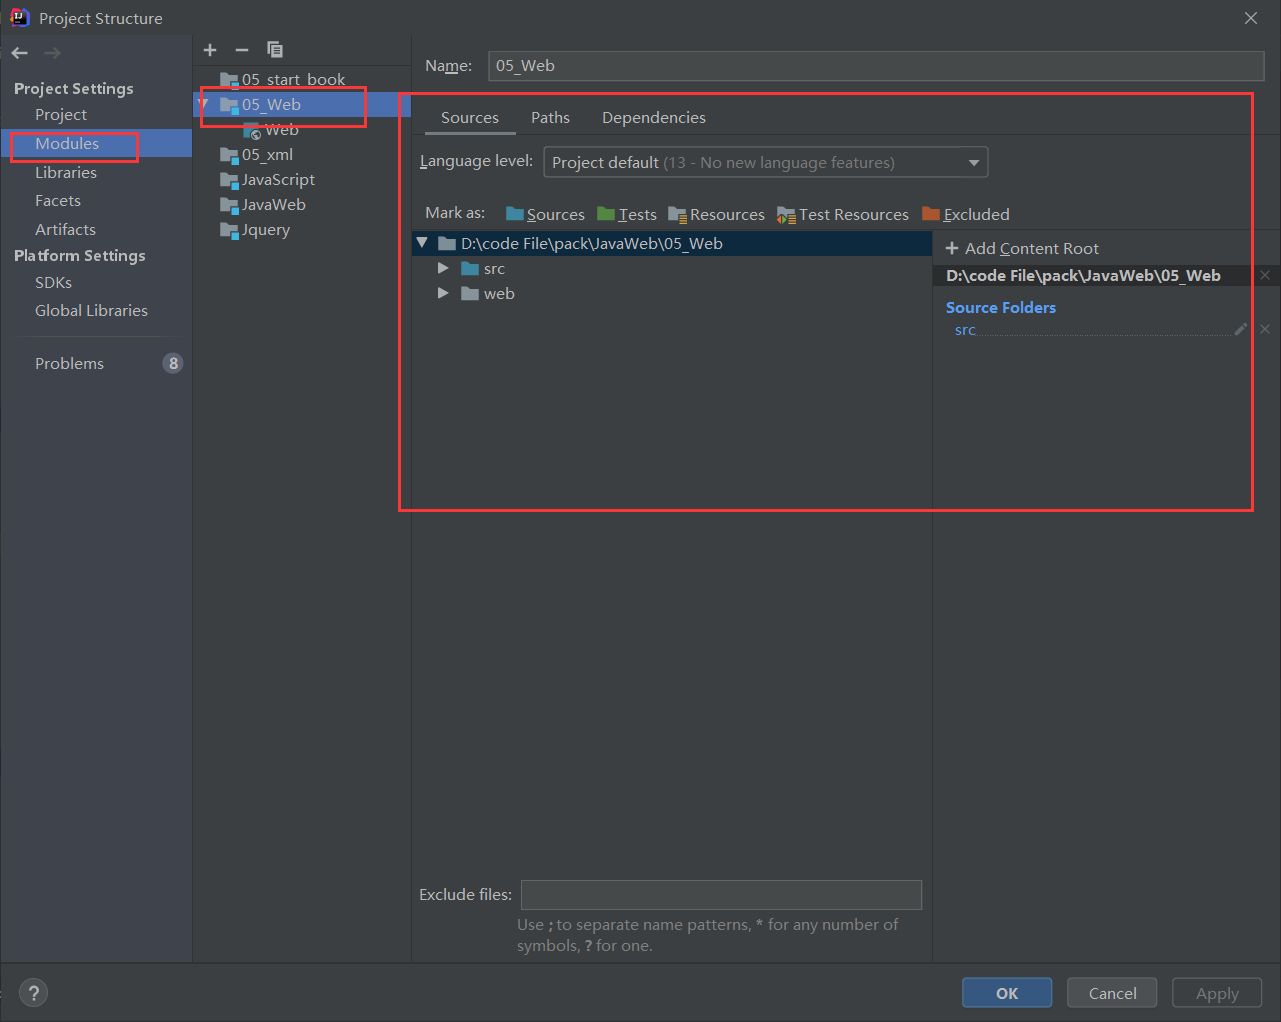 Project Structure
Project Settings
Project
Modules
Libraries
Facets
Artifacts
Platform Settings
SDKs
Global Libraries
Problems 8
05_start_book
05_Web
Web
05_xml
JavaScript
JavaWeb
Jquery
Name: 05_Web
Sources Paths Dependencies
Language level: Project default (13 - No new language features)
Mark as: Sources Tests Resources Test Resources Excluded
D:\code File\pack\JavaWeb\05_Web
src
web
+ Add Content Root
D:\code File\pack\JavaWeb\05_Web
Source Folders
src
Exclude files:
Use ; to separate name patterns, * for any number of
symbols, ? for one.
? OK Cancel Apply